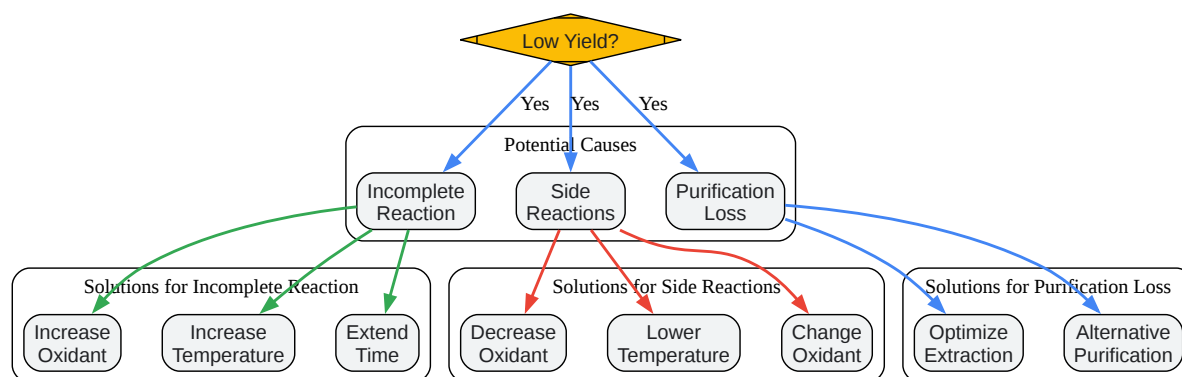 Low Yield?
Yes
Yes
Yes
Potential Causes
Incomplete
Reaction
Side
Reactions
Purification
Loss
Solutions for Incomplete Reaction
Increase
Oxidant
Increase
Temperature
Extend
Time
Solutions for Side Reactions
Decrease
Oxidant
Lower
Temperature
Change
Oxidant
Solutions for Purification Loss
Optimize
Extraction
Alternative
Purification